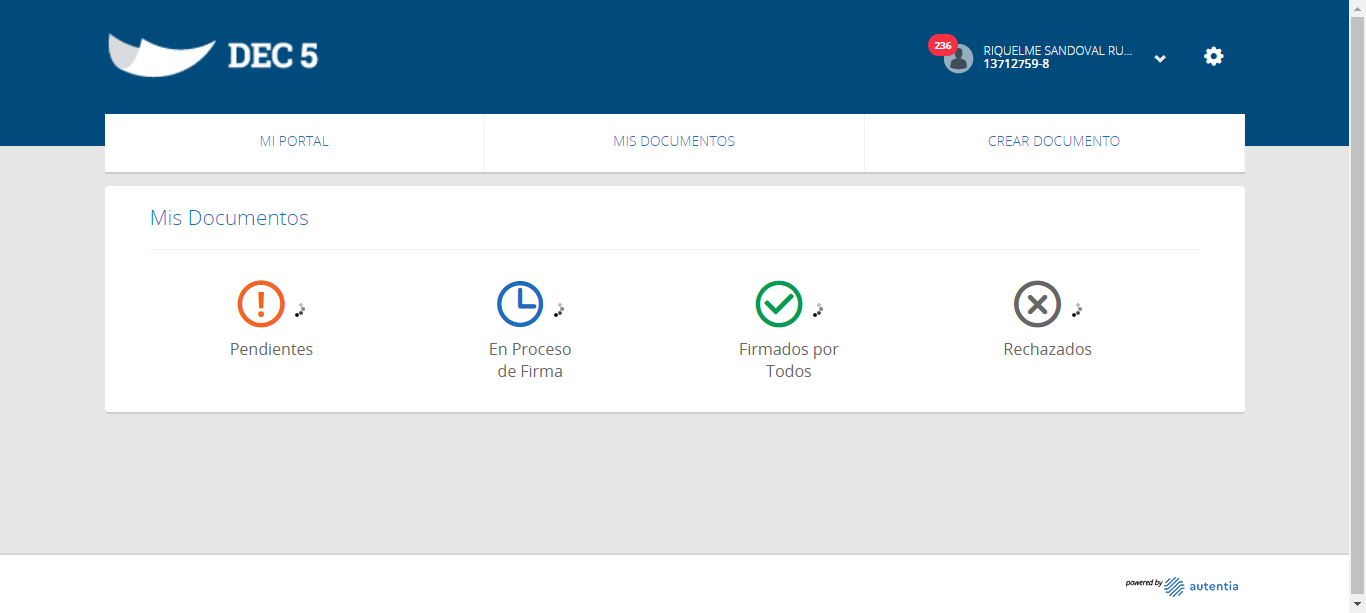 DEC 5
236
RIQUELME SANDOVAL RU...
13712759-8
MI PORTAL
MIS DOCUMENTOS
CREAR DOCUMENTO
Mis Documentos
Pendientes
En Proceso
de Firma
Firmados por
Todos
Rechazados
powered by
autentia